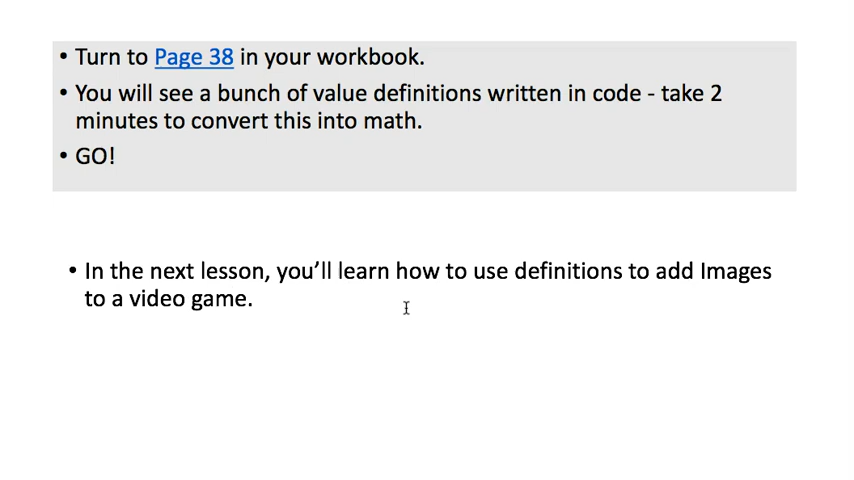 • Turn to Page 38 in your workbook.
• You will see a bunch of value definitions written in code - take 2
minutes to convert this into math.
• GO!
• In the next lesson, you'll learn how to use definitions to add Images
to a video game.